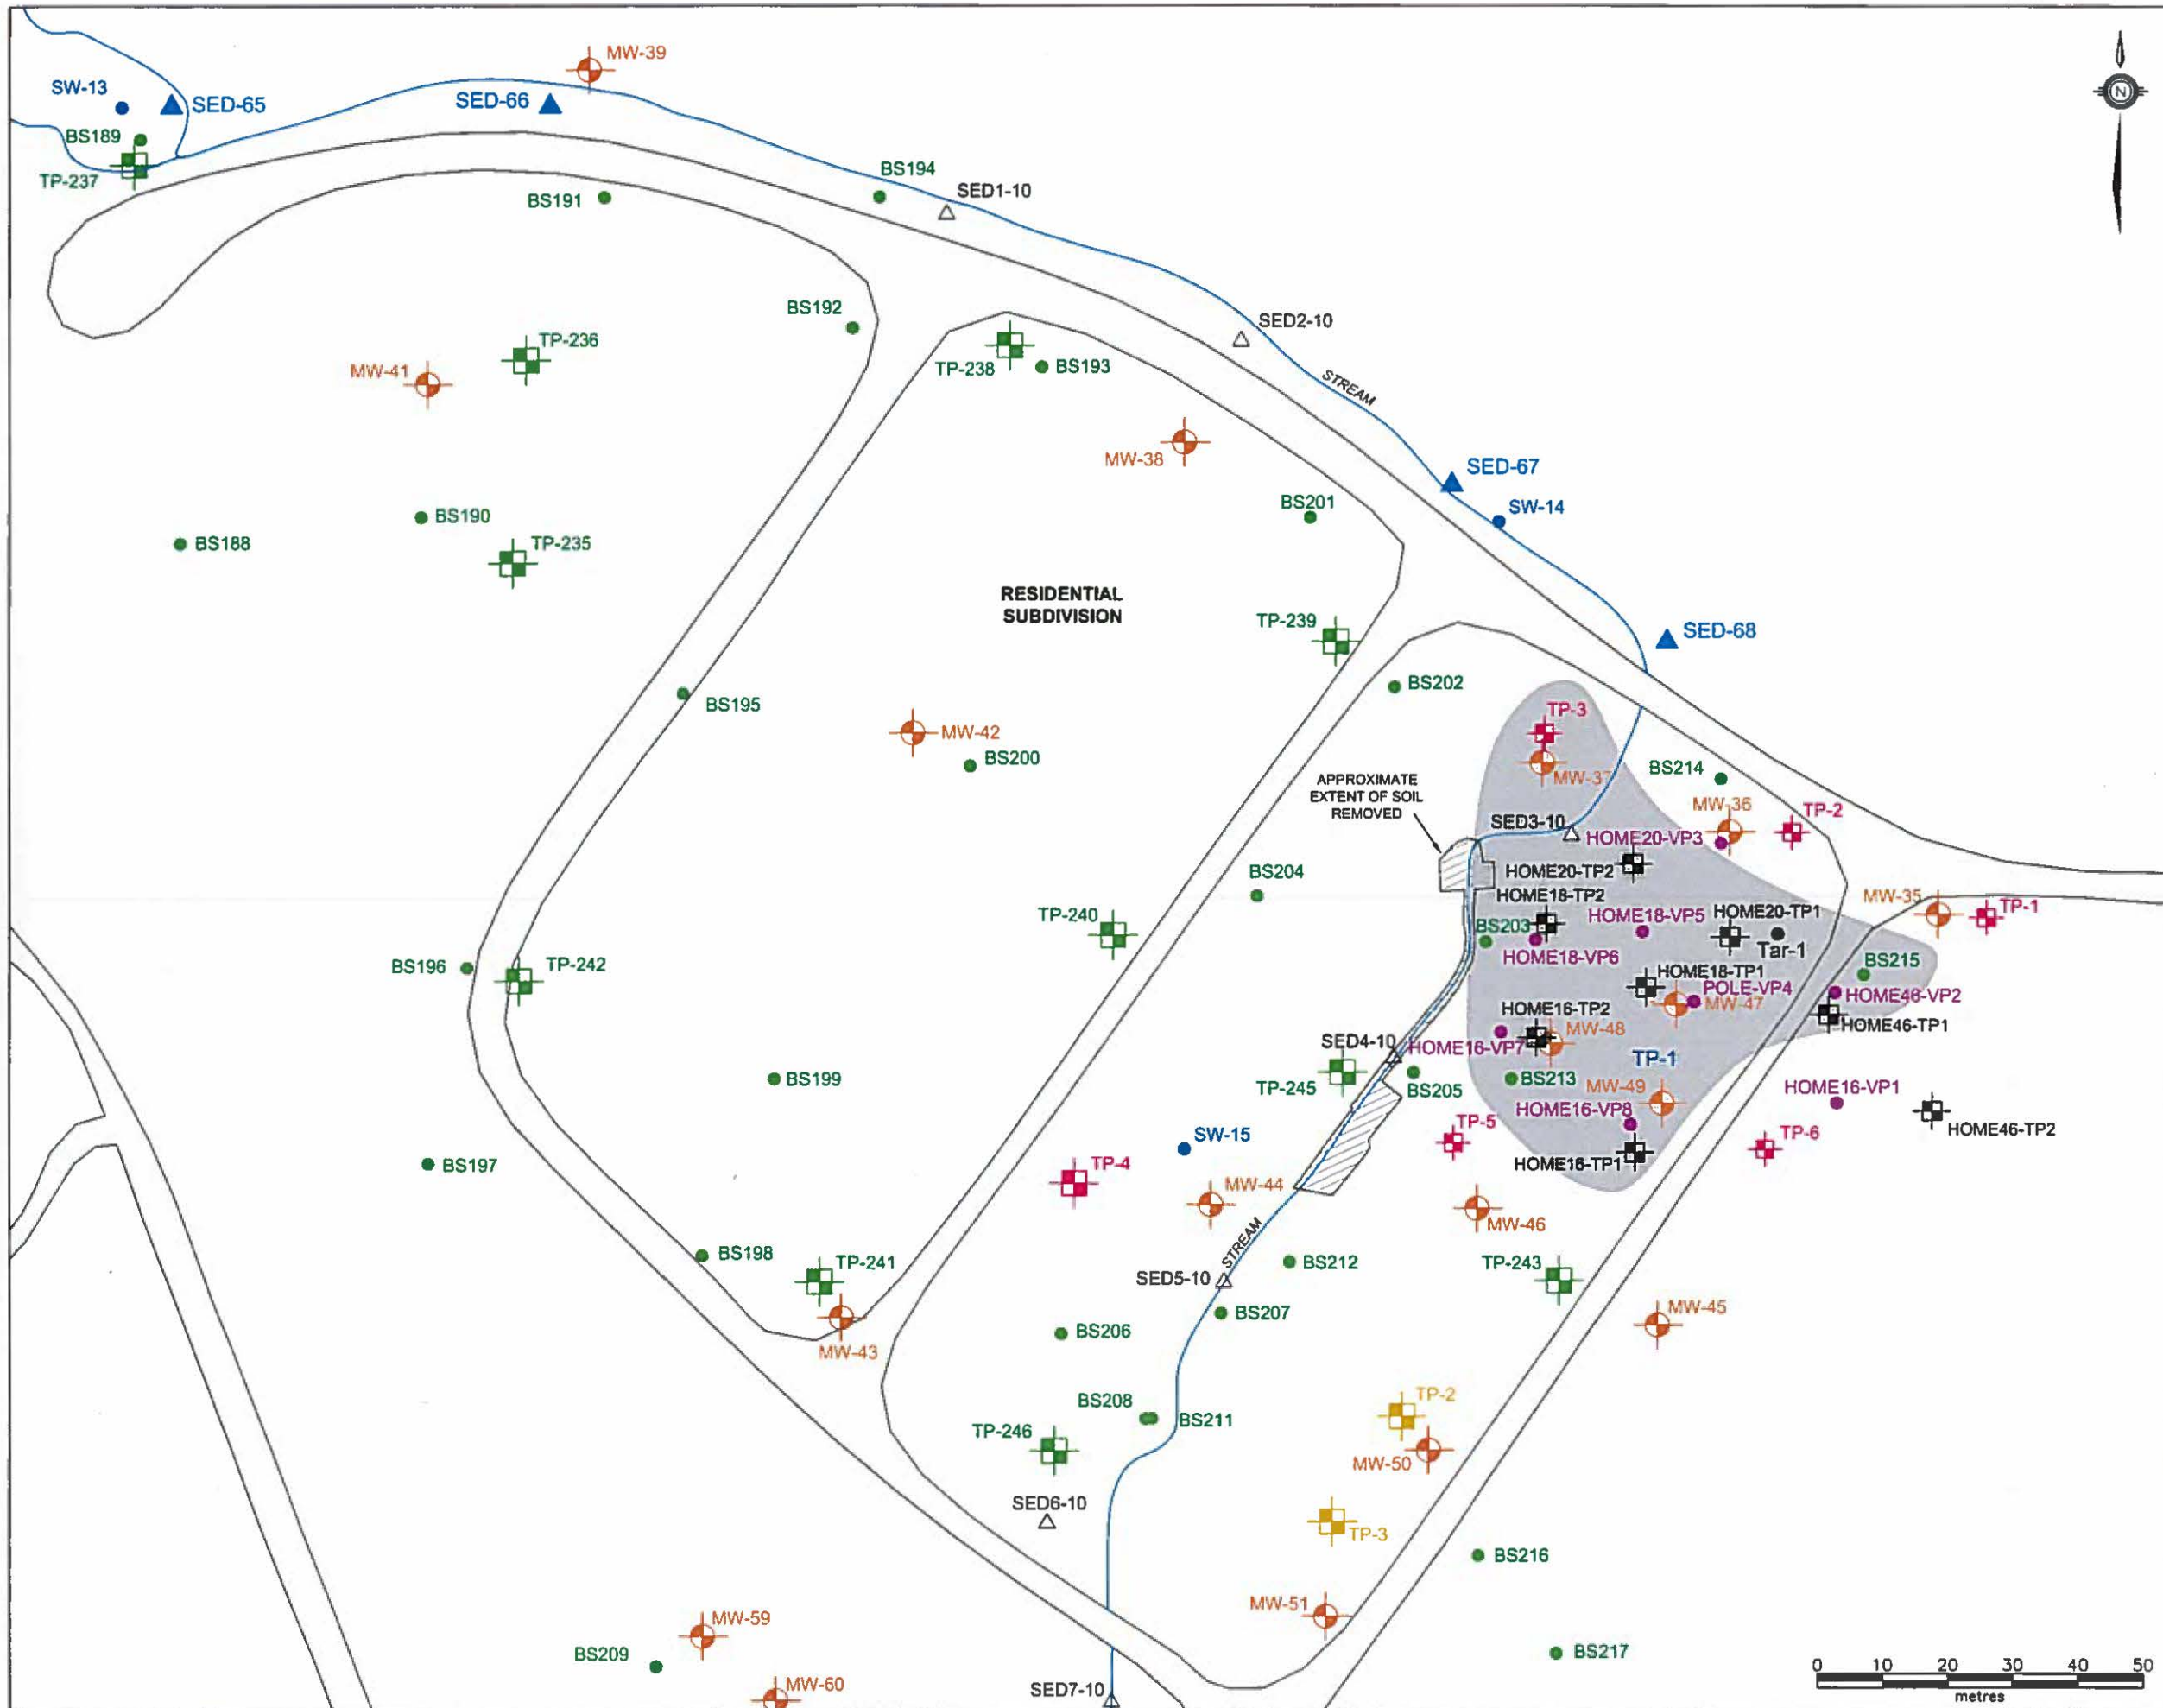 MW-39
SW-13
SED-65
SED-66
N
BS189
TP-237
BS191
BS194
SED1-10
BS192
SED2-10
TP-236
MW-41
TP-238
BS193
STREAM
MW-38
SED-67
BS201
SW-14
BS190
BS188
TP-235
RESIDENTIAL
SUBDIVISION
TP-239
SED-68
BS202
BS195
TP-3
MW-42
BS200
MW-37
BS214
APPROXIMATE
EXTENT OF SOIL
REMOVED
MW-36
TP-2
SED3-10
HOME20-VP3
BS204
HOME20-TP2
HOME18-TP2
MW-35
TP-1
TP-240
BS203
HOME18-VP5
HOME20-TP1
Tar-1
HOME18-VP6
BS196
TP-242
BS215
HOME18-TP1
POLE-VP4
MW-47
HOME46-VP2
HOME16-TP2
MW-48
HOME46-TP1
SED4-10
HOME16-VP7
TP-1
BS199
TP-245
BS205
BS213
MW-49
HOME16-VP1
HOME16-VP8
TP-5
TP-6
HOME46-TP2
SW-15
BS197
TP-4
HOME16-TP1
MW-44
MW-46
STREAM
BS198
TP-241
BS212
TP-243
SED5-10
BS207
MW-45
BS206
MW-43
TP-2
BS208
BS211
TP-246
MW-50
SED6-10
TP-3
BS216
MW-51
MW-59
BS209
BS217
MW-60
SED7-10
0 10 20 30 40 50
metres